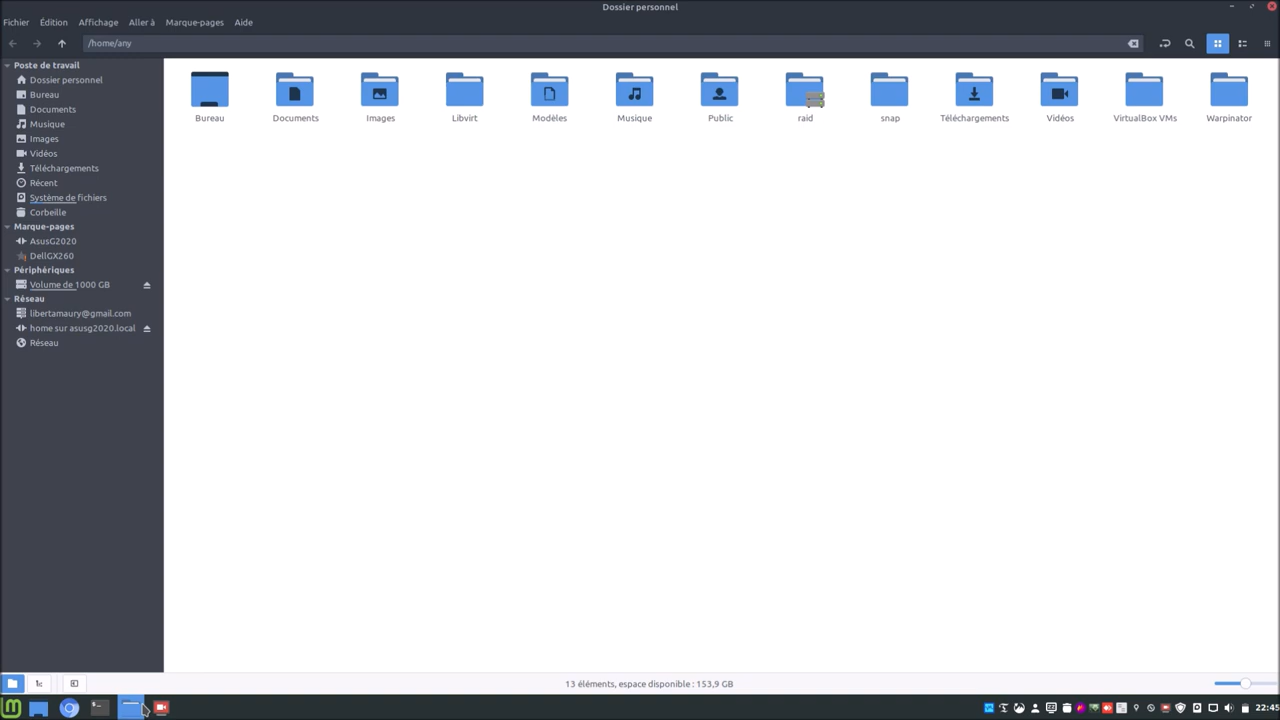 Dossier personnel
Fichier Édition Affichage Aller à Marque-pages Aide
/home/any
Poste de travail
Dossier personnel
Bureau
Documents
Musique
Images
Vidéos
Téléchargements
Récent
Système de fichiers
Corbeille
Marque-pages
AsusG2020
DellGX260
Périphériques
Volume de 1000 GB
Réseau
libertamaury@gmail.com
home sur asusg2020.local
Réseau
Bureau Documents Images Libvirt Modèles Musique Public raid snap Téléchargements Vidéos VirtualBox VMs Warpinator
13 éléments, espace disponible : 153,9 GB
22:45